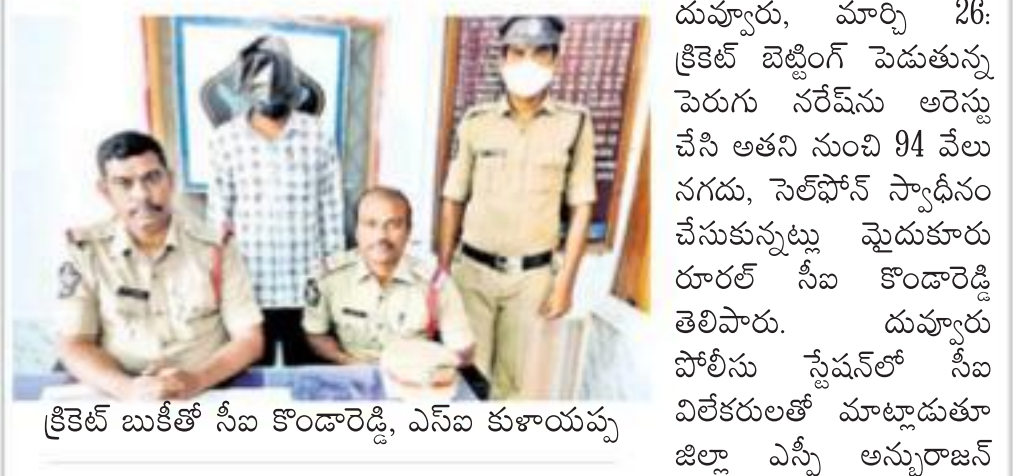 దువ్వూరు, మార్చి 26:
క్రికెట్ బెట్టింగ్ పెడుతున్న
పెరుగు నరేష్‌ను అరెస్టు
చేసి అతని నుంచి 94 వేలు
నగదు, సెల్‌ఫోన్ స్వాధీనం
చేసుకున్నట్లు మైదుకూరు
రూరల్ సీఐ కొండారెడ్డి
తెలిపారు. దువ్వూరు
పోలీసు స్టేషన్‌లో సీఐ
విలేకరులతో మాట్లాడుతూ
జిల్లా ఎస్పీ అన్బురాజన్
క్రికెట్ బుకీతో సీఐ కొండారెడ్డి, ఎస్ఐ కుళాయప్ప